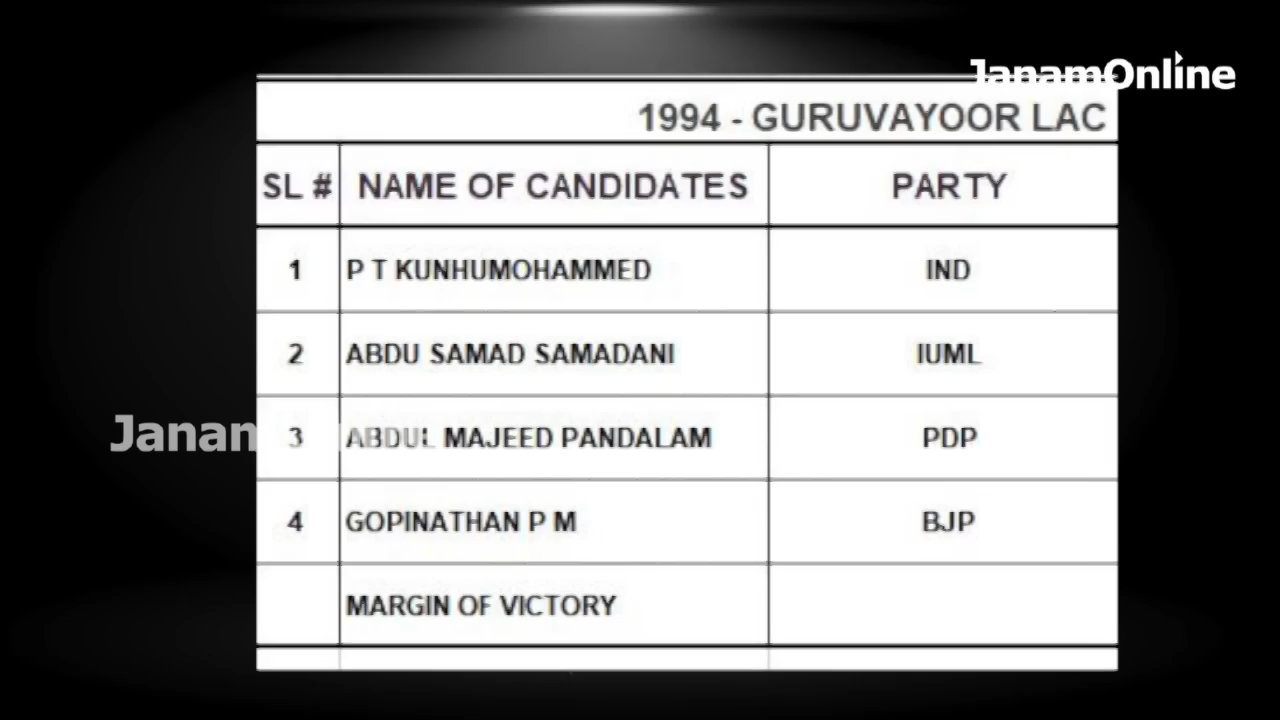 JanamOnline
1994 - GURUVAYOOR LAC
SL # NAME OF CANDIDATES PARTY
1 P T KUNHUMOHAMMED IND
2 ABDU SAMAD SAMADANI IUML
Janam
3 ABDUL MAJEED PANDALAM PDP
4 GOPINATHAN P M BJP
MARGIN OF VICTORY